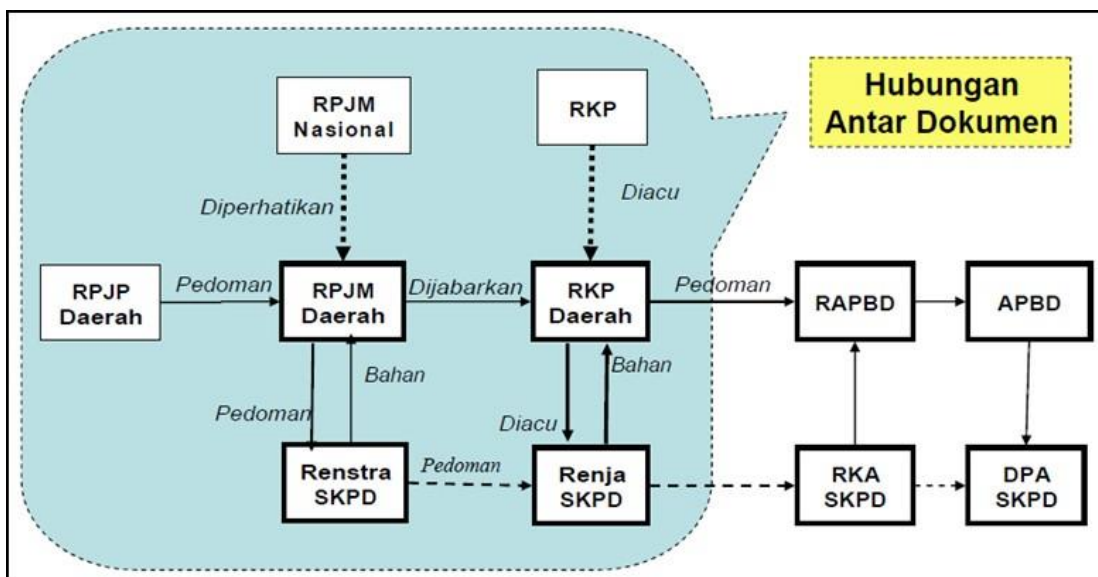 RPJM
Nasional
RKP
Hubungan
Antar Dokumen
Diperhatikan
Diacu
RPJP
Daerah
Pedoman
RPJM
Daerah
Dijabarkan
RKP
Daerah
Pedoman
RAPBD
APBD
Pedoman
Bahan
Diacu
Bahan
Renstra
SKPD
Pedoman
Renja
SKPD
RKA
SKPD
DPA
SKPD